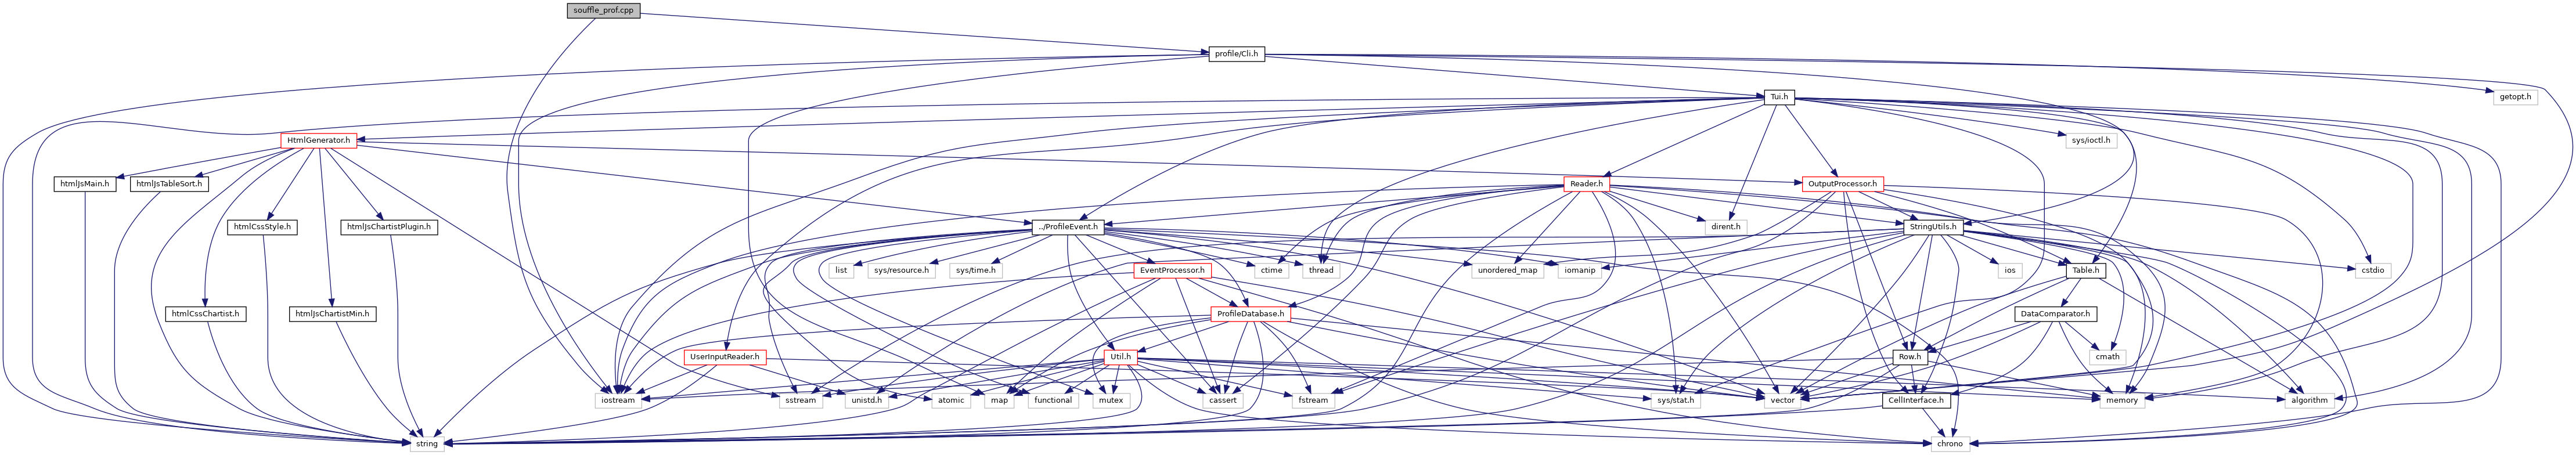 souffle_prof.cpp
profile/Cli.h
Tui.h
getopt.h
HtmlGenerator.h
sys/ioctl.h
htmlJsMain.h
htmlJsTableSort.h
Reader.h
OutputProcessor.h
htmlCssStyle.h
htmlJsChartistPlugin.h
../ProfileEvent.h
dirent.h
StringUtils.h
list
sys/resource.h
sys/time.h
EventProcessor.h
ctime
thread
unordered_map
iomanip
ios
Table.h
cstdio
htmlCssChartist.h
htmlJsChartistMin.h
ProfileDatabase.h
DataComparator.h
UserInputReader.h
Util.h
Row.h
cmath
iostream
sstream
unistd.h
atomic
map
functional
mutex
cassert
fstream
sys/stat.h
vector
CellInterface.h
memory
algorithm
string
chrono